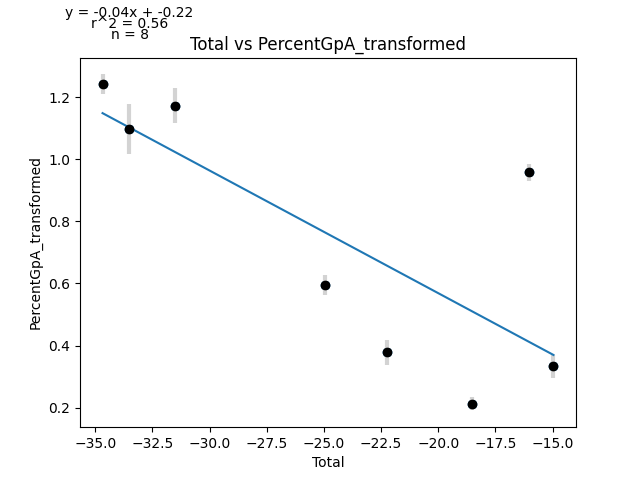 y = -0.04x + -0.22
r^2 = 0.56
n = 8
Total vs PercentGpA_transformed
PercentGpA_transformed
1.2
1.0
0.8
0.6
0.4
0.2
−35.0 −32.5 −30.0 −27.5 −25.0 −22.5 −20.0 −17.5 −15.0
Total